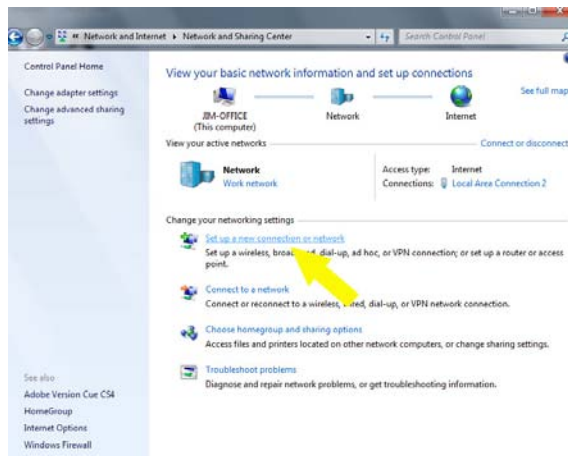 « Network and Internet ▸ Network and Sharing Center
Search Control Panel
Control Panel Home
Change adapter settings
Change advanced sharing
settings
View your basic network information and set up connections
See full map
JIM-OFFICE
(This computer)
Network
Internet
View your active networks
Connect or disconnect
Network
Work network
Access type: Internet
Connections: Local Area Connection 2
Change your networking settings
Set up a new connection or network
Set up a wireless, dial-up, ad hoc, or VPN connection; or set up a router or access
point.
Connect to a network
Connect or reconnect to a wireless, dial-up, or VPN network connection.
Choose homegroup and sharing options
Access files and printers located on other network computers, or change sharing settings.
Troubleshoot problems
Diagnose and repair network problems, or get troubleshooting information.
See also
Adobe Version Cue CS4
HomeGroup
Internet Options
Windows Firewall